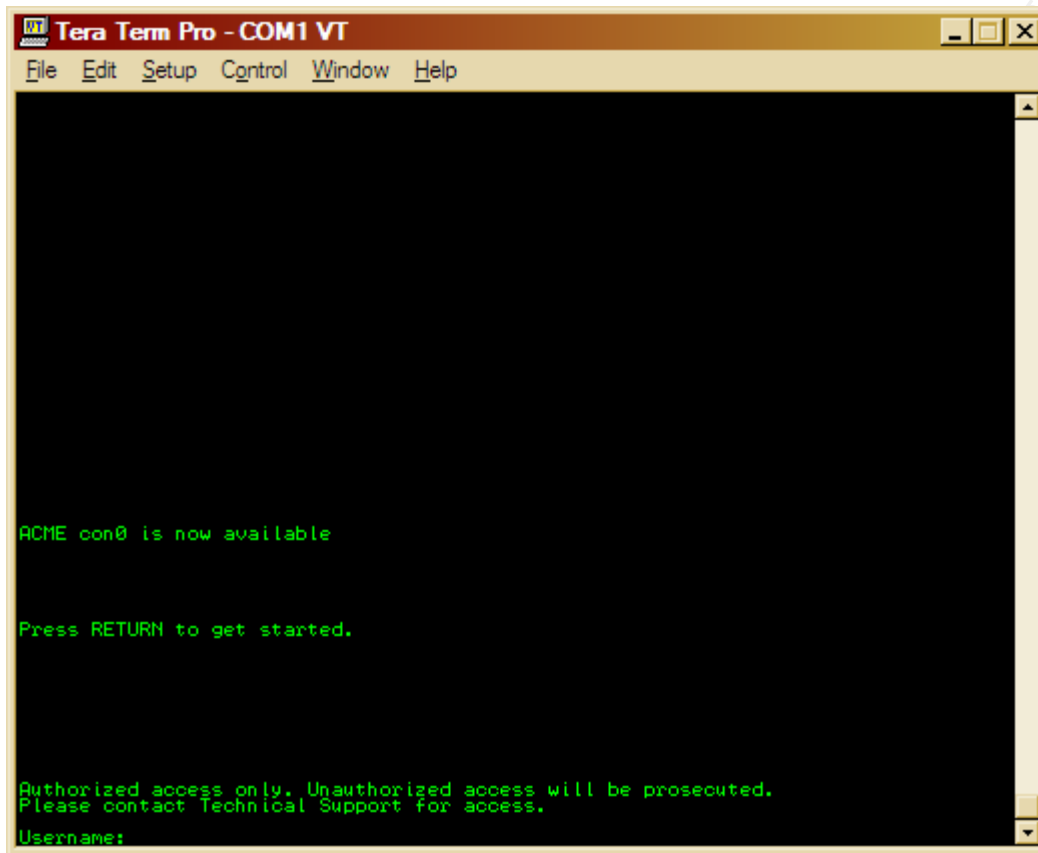 Tera Term Pro - COM1 VT
File Edit Setup Control Window Help
ACME con0 is now available
Press RETURN to get started.
Authorized access only. Unauthorized access will be prosecuted.
Please contact Technical Support for access.
Username: